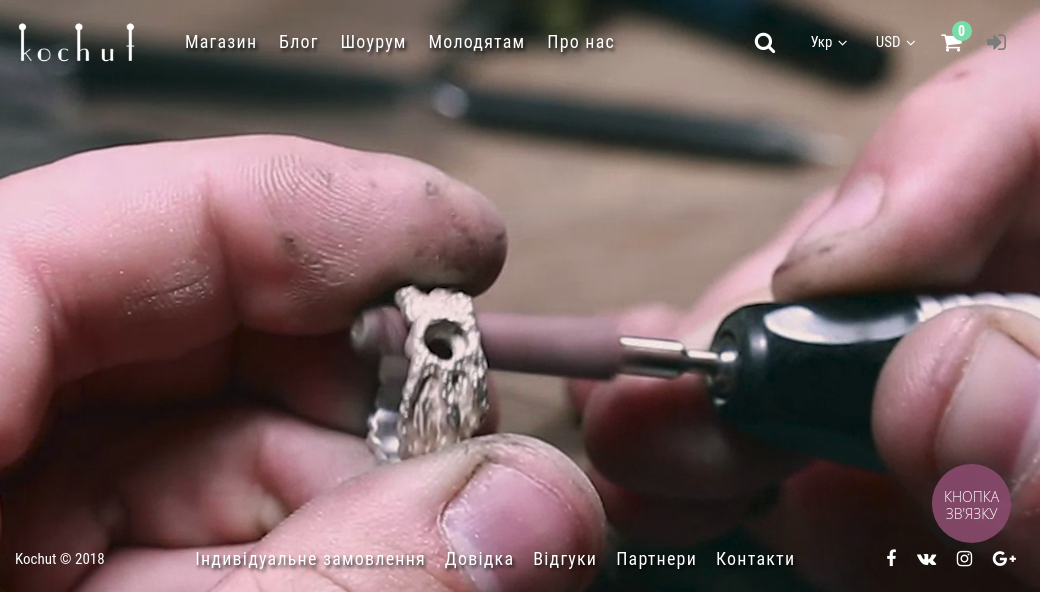 kochut
Магазин Блог Шоурум Молодятам Про нас
Укр USD 0
КНОПКА
ЗВ'ЯЗКУ
Kochut © 2018 Індивідуальне замовлення Довідка Відгуки Партнери Контакти